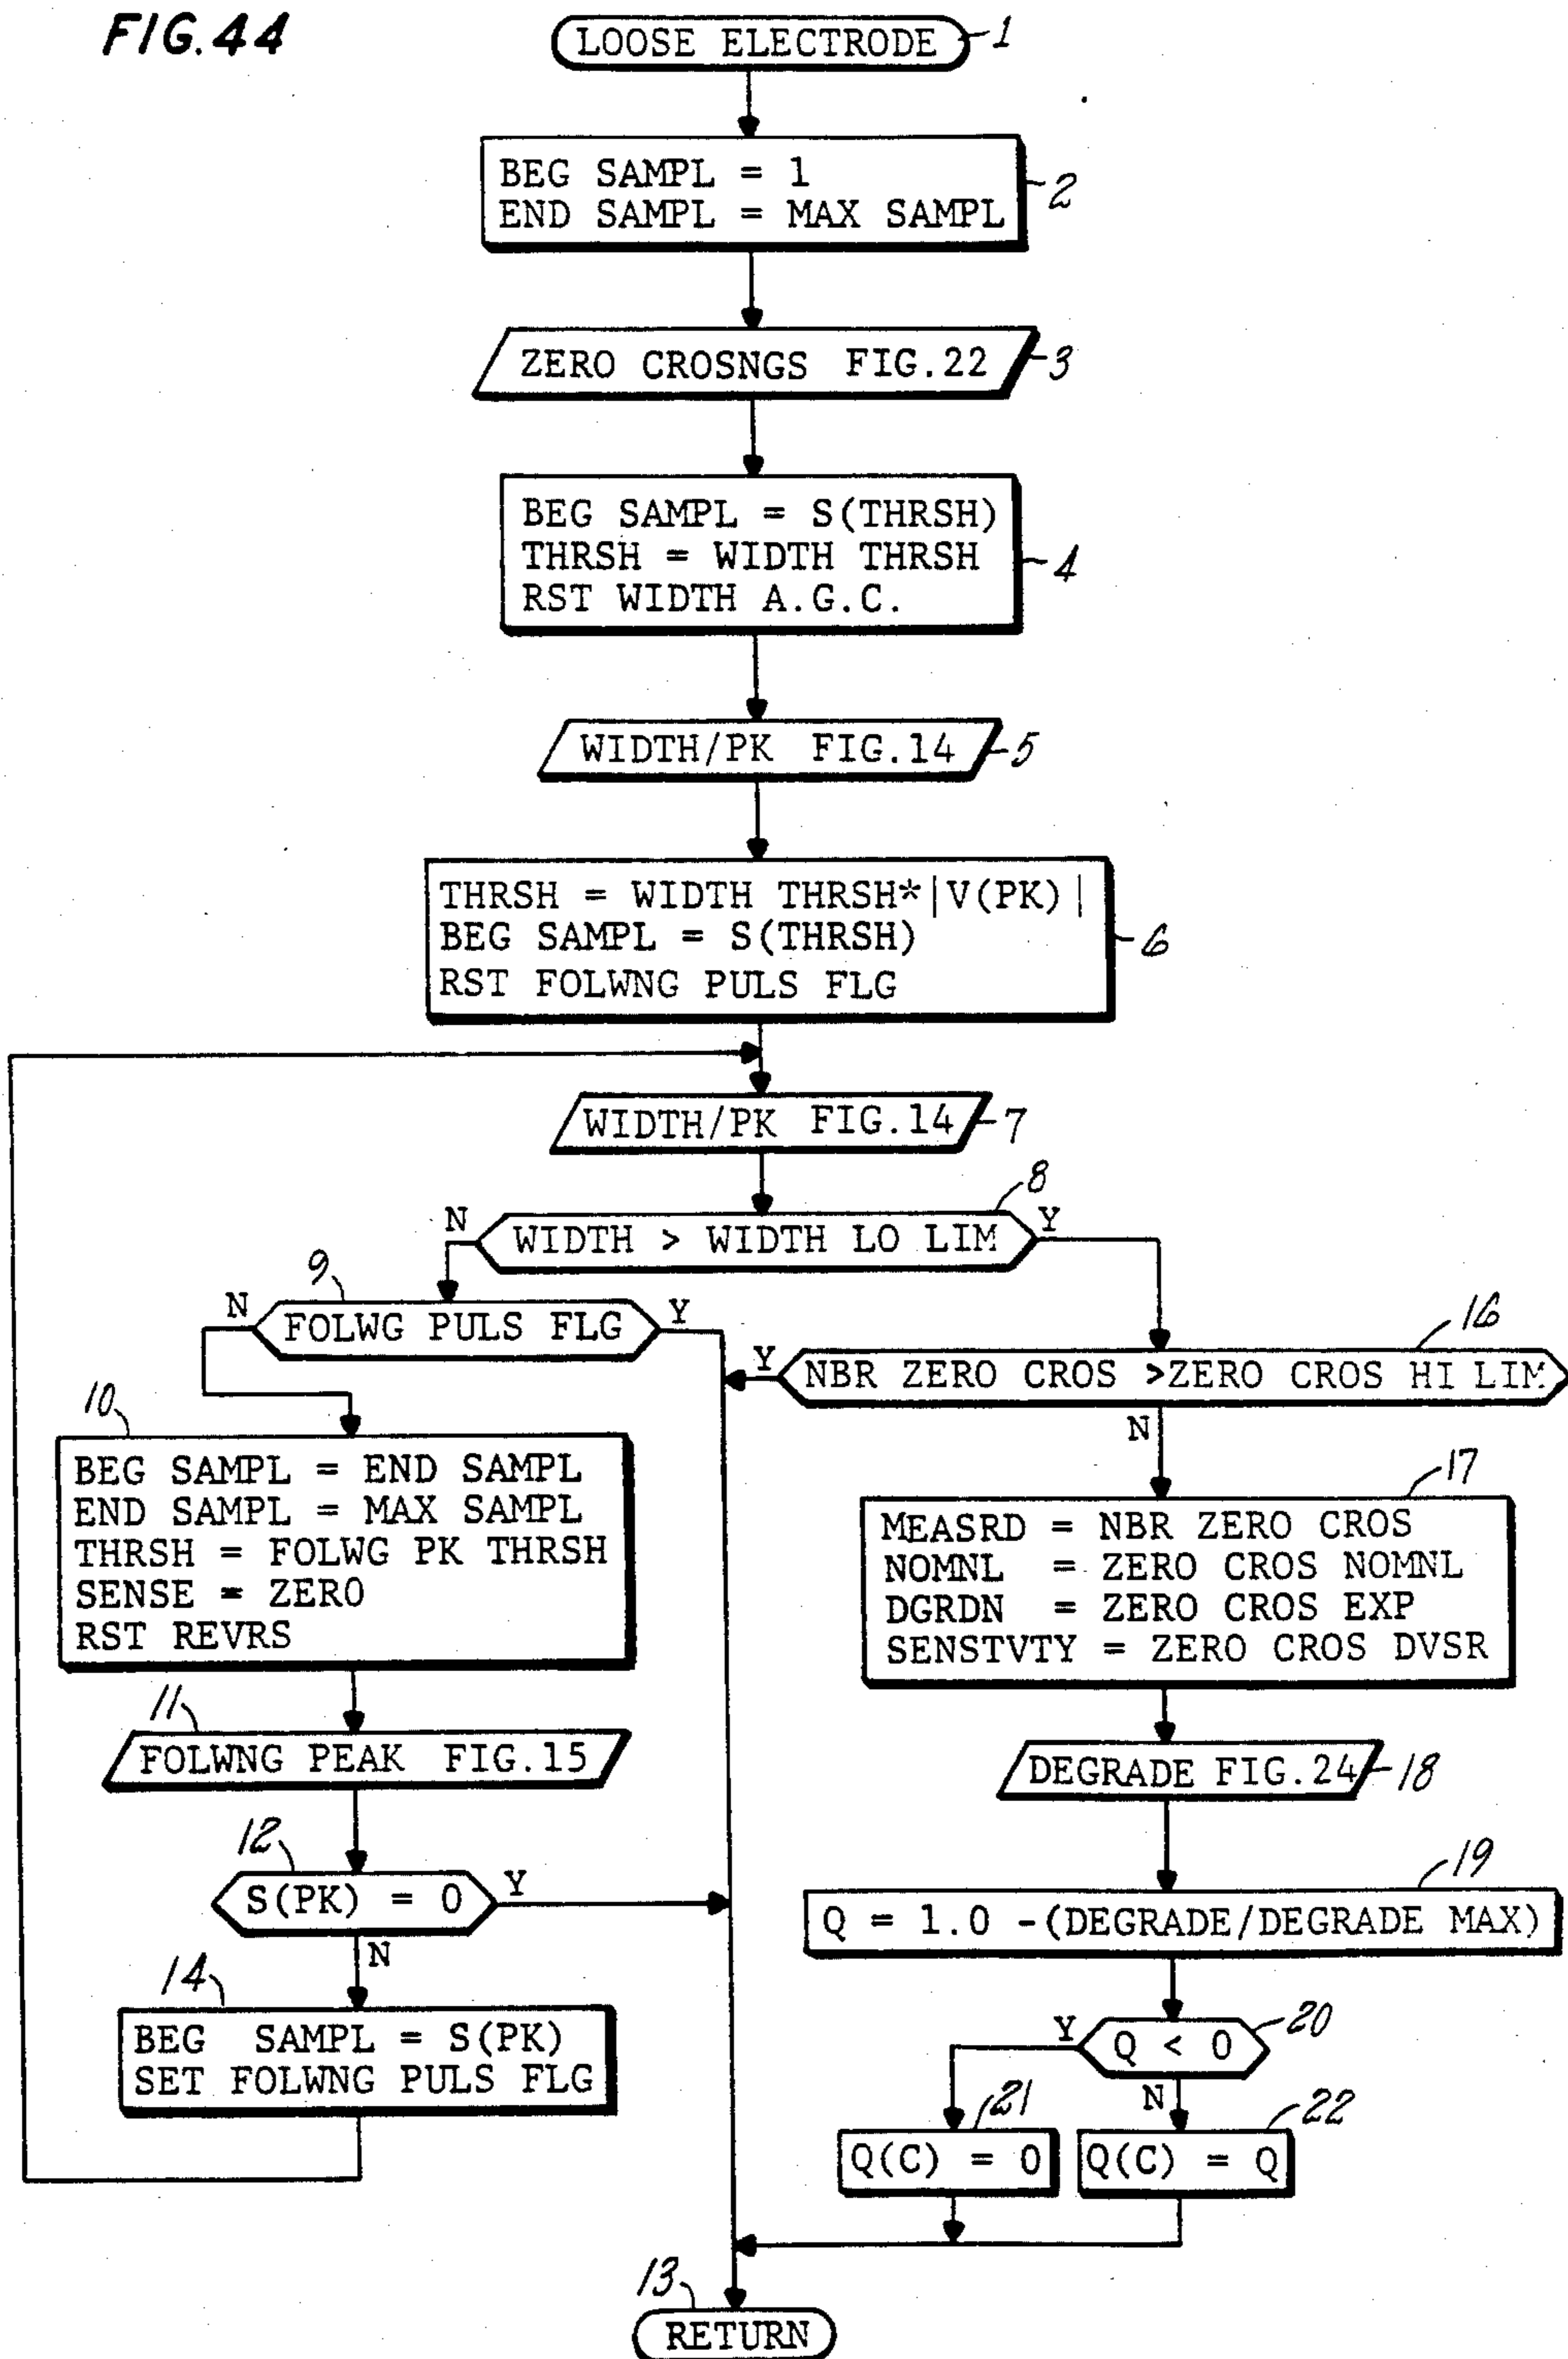 FIG.44
LOOSE ELECTRODE
1
BEG SAMPL = 1
END SAMPL = MAX SAMPL
2
ZERO CROSNGS FIG.22
3
BEG SAMPL = S(THRSH)
THRSH = WIDTH THRSH
RST WIDTH A.G.C.
4
WIDTH/PK FIG.14
5
THRSH = WIDTH THRSH*|V(PK)|
BEG SAMPL = S(THRSH)
RST FOLWNG PULS FLG
6
WIDTH/PK FIG.14
7
8
N
WIDTH > WIDTH LO LIM
Y
9
N
FOLWG PULS FLG
Y
16
Y
NBR ZERO CROS >ZERO CROS HI LIM
N
10
BEG SAMPL = END SAMPL
END SAMPL = MAX SAMPL
THRSH = FOLWG PK THRSH
SENSE = ZERO
RST REVRS
17
MEASRD = NBR ZERO CROS
NOMNL = ZERO CROS NOMNL
DGRDN = ZERO CROS EXP
SENSTVTY = ZERO CROS DVSR
11
FOLWNG PEAK FIG.15
DEGRADE FIG.24
18
12
S(PK) = 0
Y
N
19
Q = 1.0 -(DEGRADE/DEGRADE MAX)
14
BEG SAMPL = S(PK)
SET FOLWNG PULS FLG
20
Y
Q < 0
N
21
Q(C) = 0
22
Q(C) = Q
13
RETURN